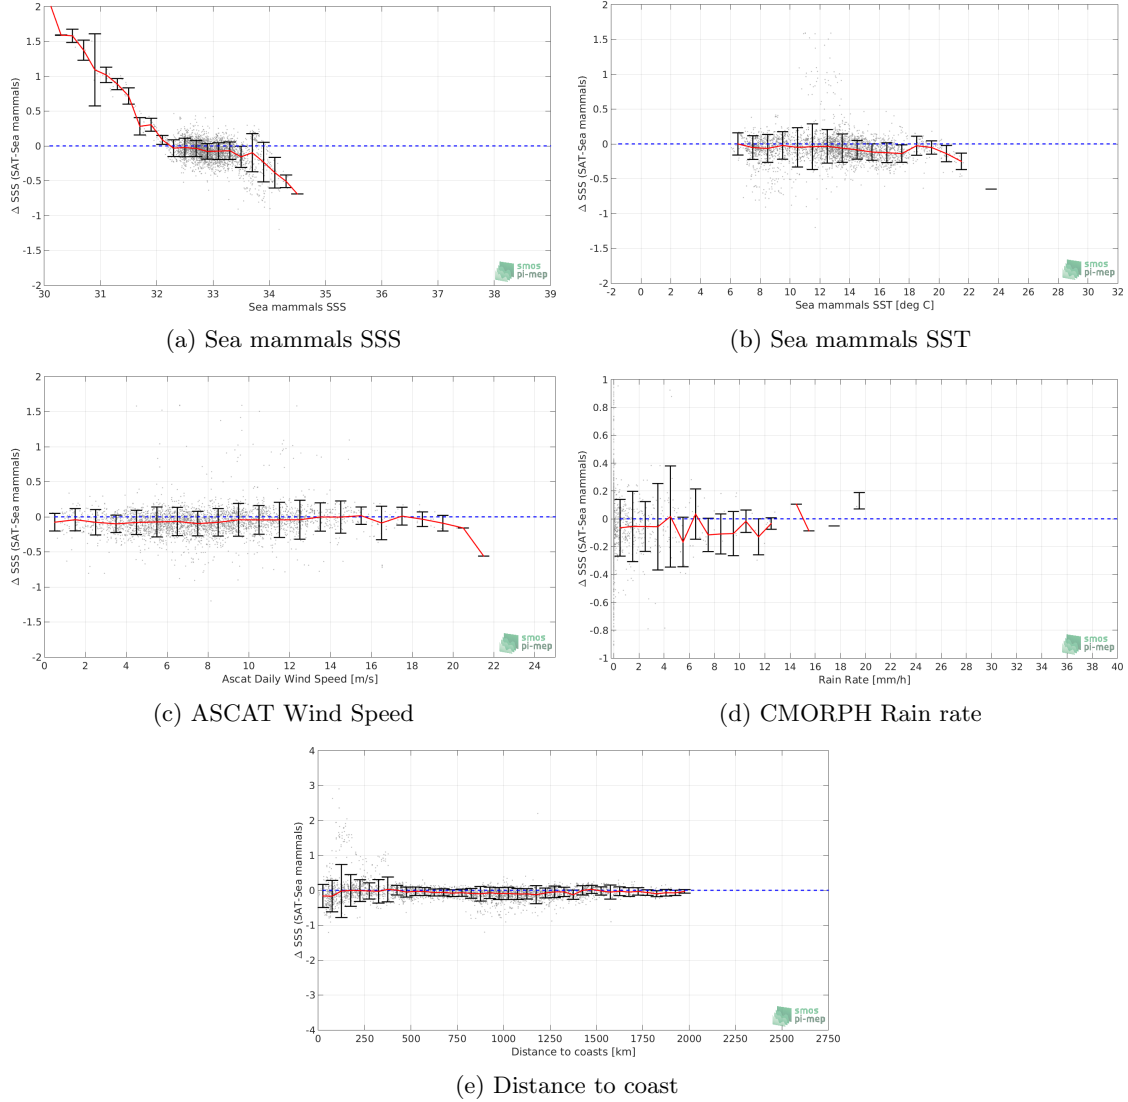 2
1.5
1
0.5
0
-0.5
-1
-1.5
-2
30 31 32 33 34 35 36 37 38 39
Sea mammals SSS
Δ SSS (SAT-Sea mammals)
smos
pi-mep
(a) Sea mammals SSS
2
1.5
1
0.5
0
-0.5
-1
-1.5
-2
-2 0 2 4 6 8 10 12 14 16 18 20 22 24 26 28 30 32
Sea mammals SST [deg C]
Δ SSS (SAT-Sea mammals)
smos
pi-mep
(b) Sea mammals SST
2
1.5
1
0.5
0
-0.5
-1
-1.5
-2
0 2 4 6 8 10 12 14 16 18 20 22 24
Ascat Daily Wind Speed [m/s]
Δ SSS (SAT-Sea mammals)
smos
pi-mep
(c) ASCAT Wind Speed
1
0.8
0.6
0.4
0.2
0
-0.2
-0.4
-0.6
-0.8
-1
0 2 4 6 8 10 12 14 16 18 20 22 24 26 28 30 32 34 36 38 40
Rain Rate [mm/h]
Δ SSS (SAT-Sea mammals)
smos
pi-mep
(d) CMORPH Rain rate
4
3
2
1
0
-1
-2
-3
-4
0 250 500 750 1000 1250 1500 1750 2000 2250 2500 2750
Distance to coasts [km]
Δ SSS (SAT-Sea mammals)
smos
pi-mep
(e) Distance to coast